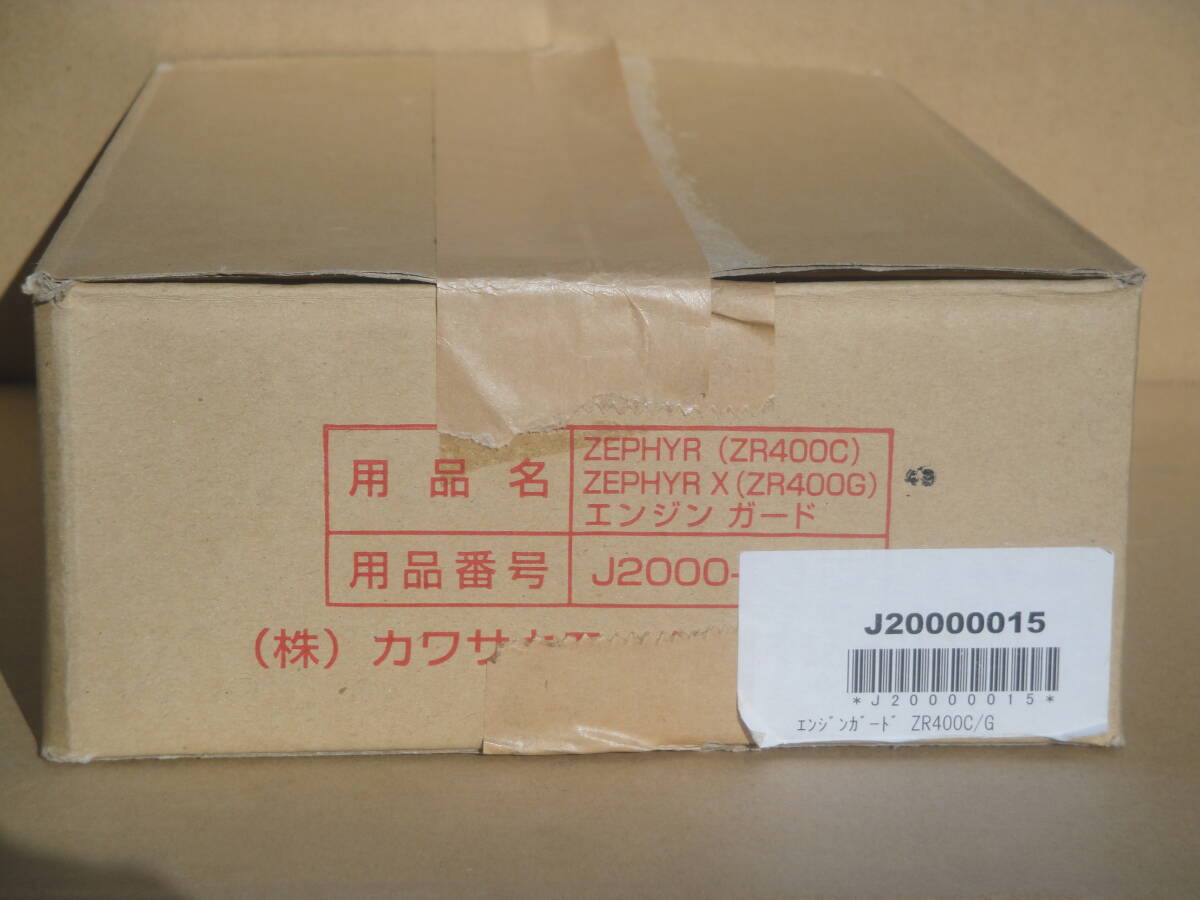 用品名
ZEPHYR (ZR400C)
ZEPHYR X (ZR400G)
エンジン ガード
用品番号
J2000-
(株) カワサ
J20000015
*J20000015*
ｴﾝｼﾞﾝｶﾞｰﾄﾞ ZR400C/G